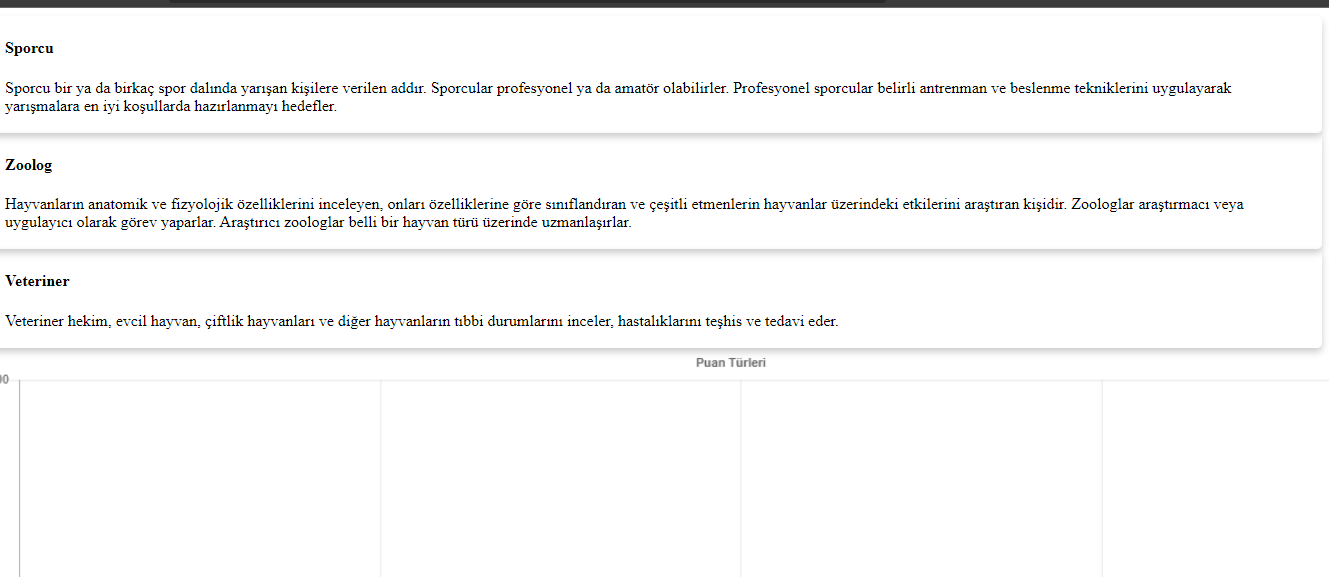 Sporcu
Sporcu bir ya da birkaç spor dalında yarışan kişilere verilen addır. Sporcular profesyonel ya da amatör olabilirler. Profesyonel sporcular belirli antrenman ve beslenme tekniklerini uygulayarak
yarışmalara en iyi koşullarda hazırlanmayı hedefler.
Zoolog
Hayvanların anatomik ve fizyolojik özelliklerini inceleyen, onları özelliklerine göre sınıflandıran ve çeşitli etmenlerin hayvanlar üzerindeki etkilerini araştıran kişidir. Zoologlar araştırmacı veya
uygulayıcı olarak görev yaparlar. Araştırıcı zoologlar belli bir hayvan türü üzerinde uzmanlaşırlar.
Veteriner
Veteriner hekim, evcil hayvan, çiftlik hayvanları ve diğer hayvanların tıbbi durumlarını inceler, hastalıklarını teşhis ve tedavi eder.
Puan Türleri